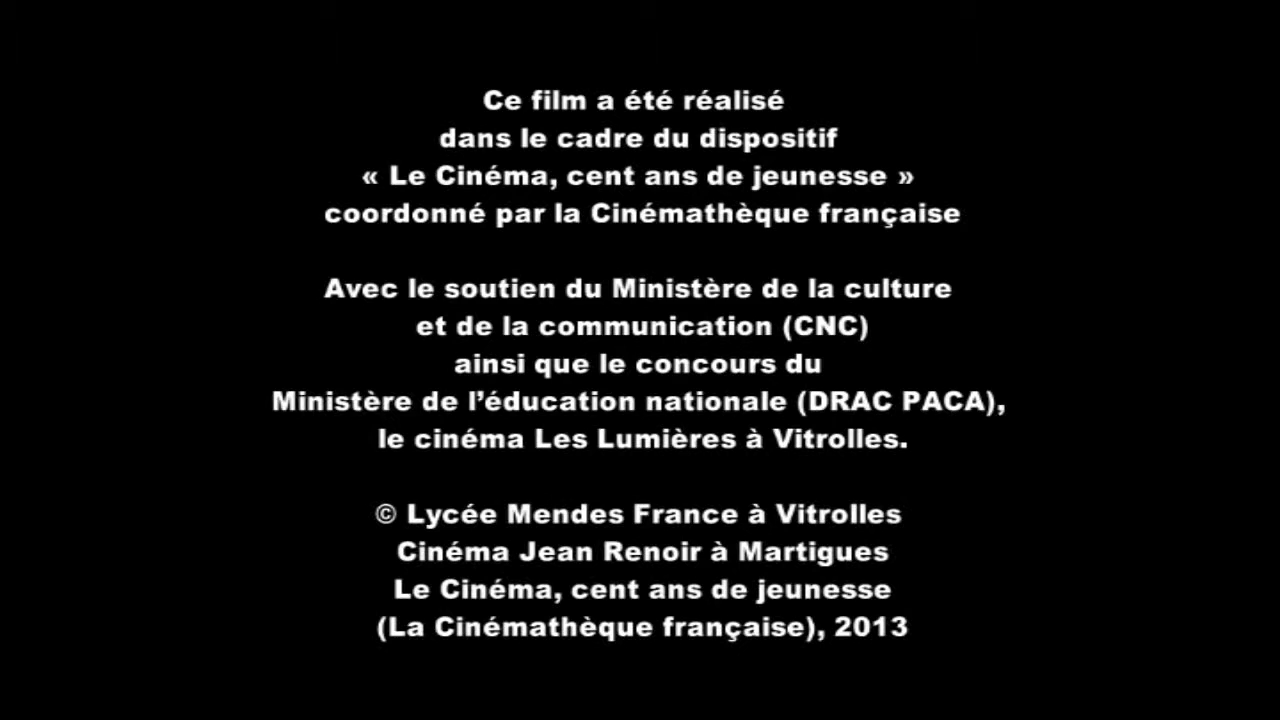 Ce film a été réalisé
dans le cadre du dispositif
« Le Cinéma, cent ans de jeunesse »
coordonné par la Cinémathèque française
Avec le soutien du Ministère de la culture
et de la communication (CNC)
ainsi que le concours du
Ministère de l’éducation nationale (DRAC PACA),
le cinéma Les Lumières à Vitrolles.
© Lycée Mendes France à Vitrolles
Cinéma Jean Renoir à Martigues
Le Cinéma, cent ans de jeunesse
(La Cinémathèque française), 2013